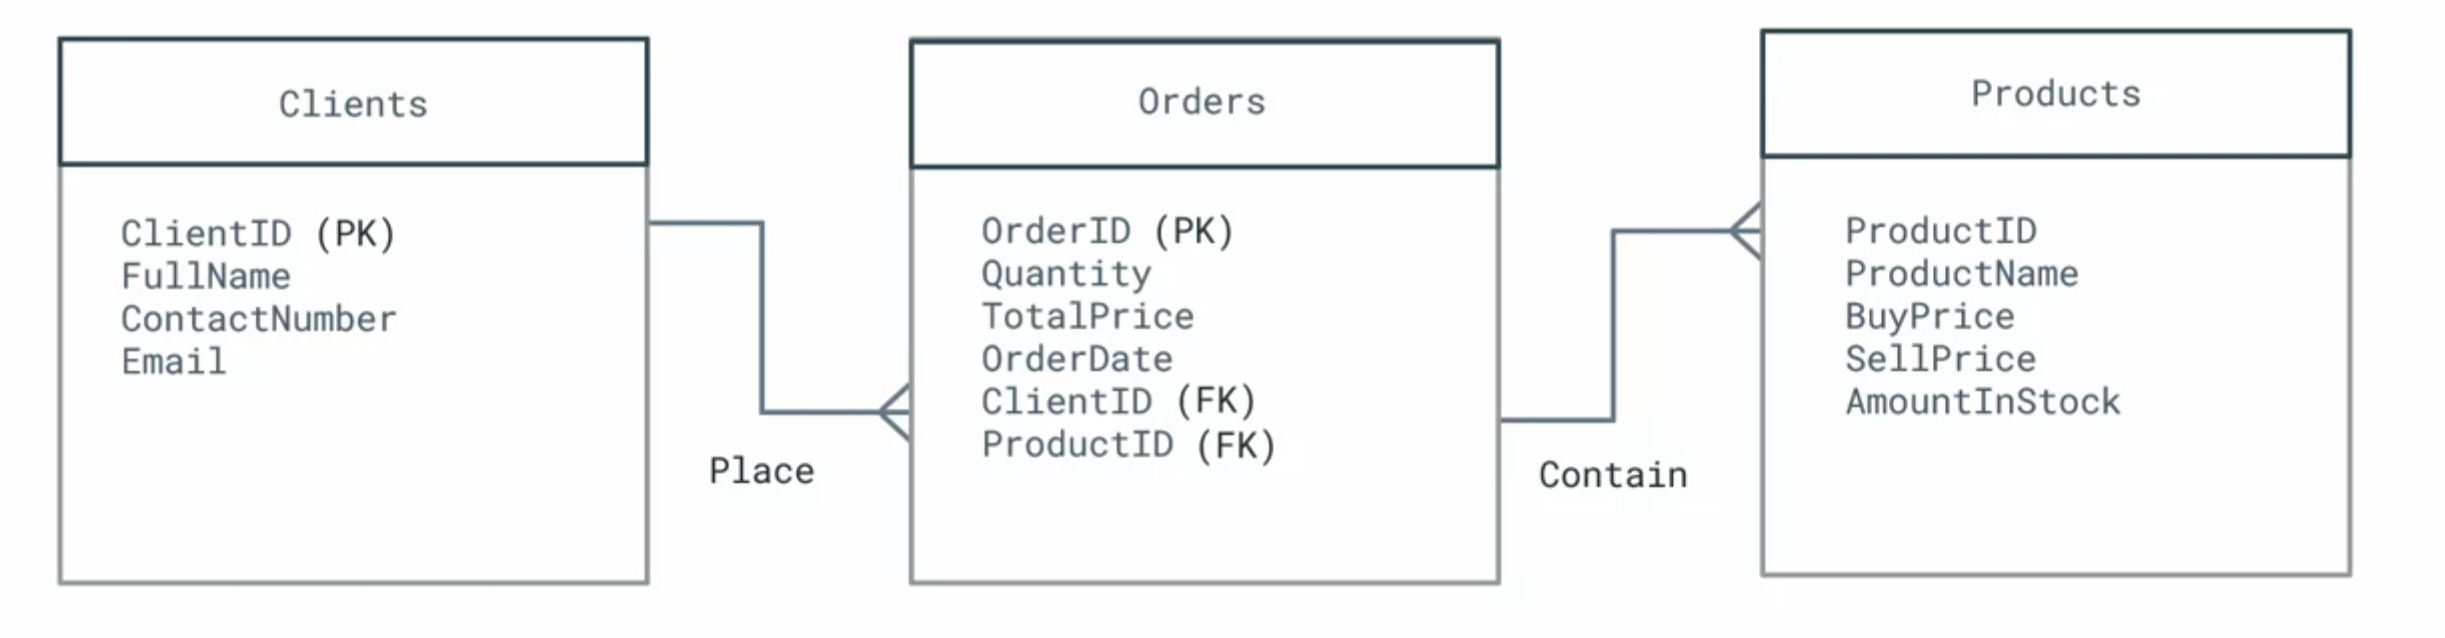 Clients
ClientID (PK)
FullName
ContactNumber
Email
Place
Orders
OrderID (PK)
Quantity
TotalPrice
OrderDate
ClientID (FK)
ProductID (FK)
Contain
Products
ProductID
ProductName
BuyPrice
SellPrice
AmountInStock